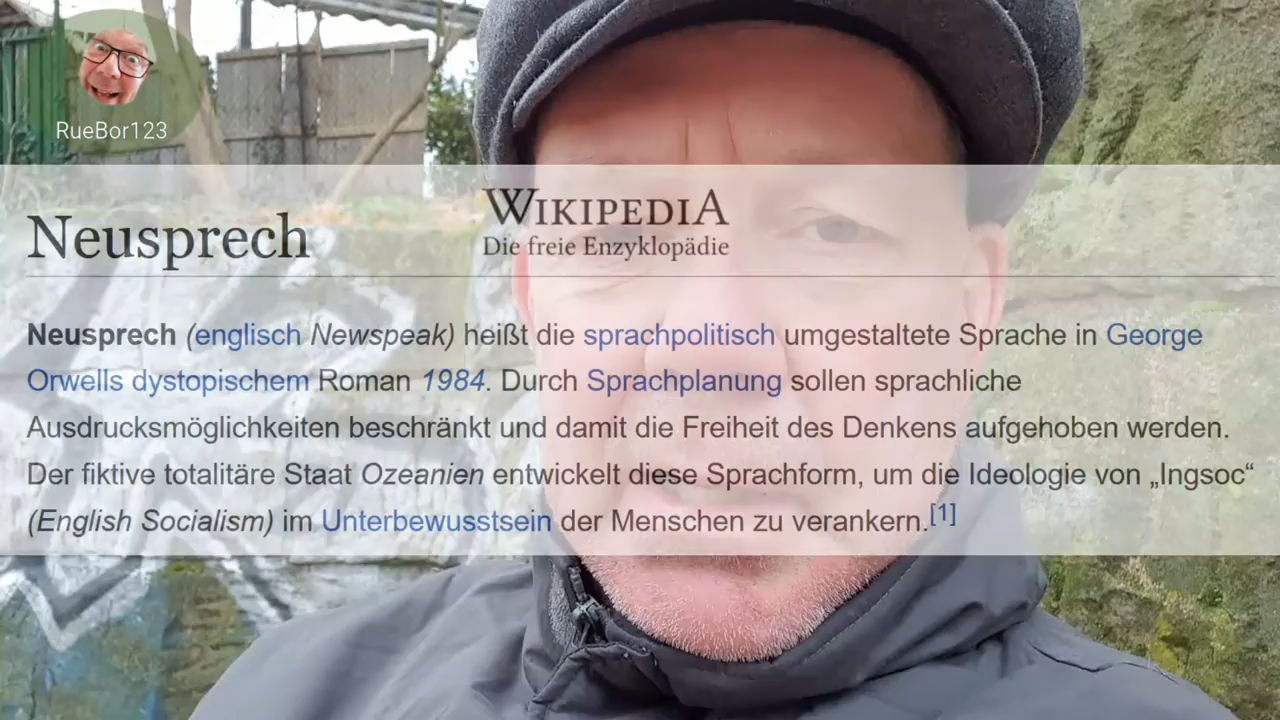 RueBor123
WIKIPEDIA
Die freie Enzyklopädie
Neusprech
Neusprech (englisch Newspeak) heißt die sprachpolitisch umgestaltete Sprache in George
Orwells dystopischem Roman 1984. Durch Sprachplanung sollen sprachliche
Ausdrucksmöglichkeiten beschränkt und damit die Freiheit des Denkens aufgehoben werden.
Der fiktive totalitäre Staat Ozeanien entwickelt diese Sprachform, um die Ideologie von „Ingsoc“
(English Socialism) im Unterbewusstsein der Menschen zu verankern.[1]